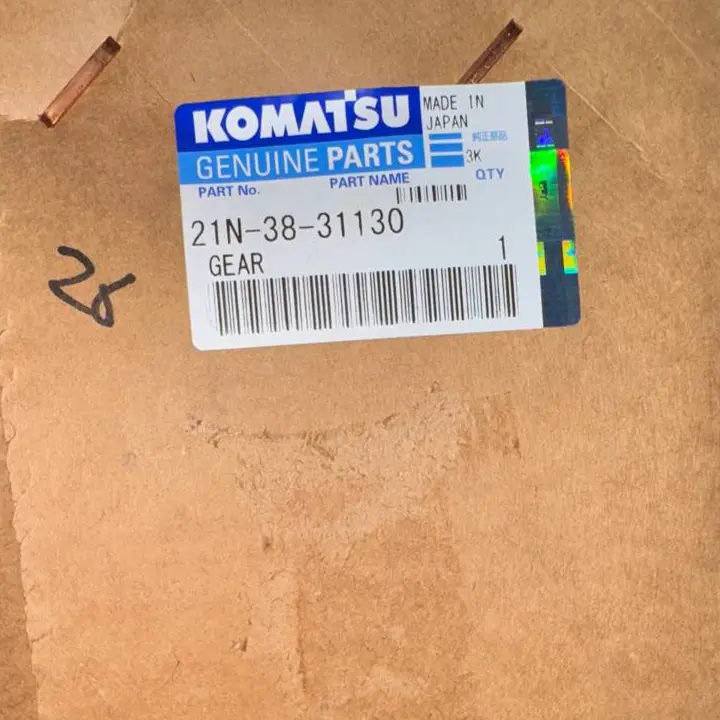 KOMATSU
GENUINE PARTS
MADE IN
JAPAN
純正部品
3K
PART No.
PART NAME
QTY
21N-38-31130
GEAR
1